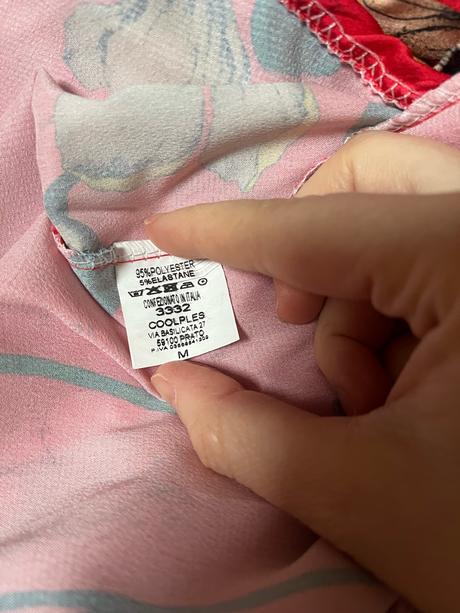 95%POLYESTER
5%ELASTANE
CONFEZIONATO IN ITALIA
3332
COOLPLES
VIA BASILICATA 27
59100 PRATO
M